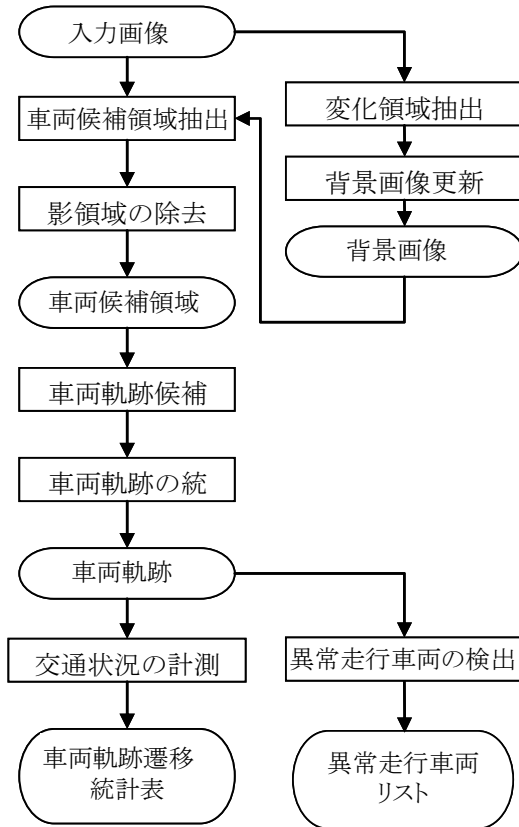 入力画像
車両候補領域抽出
影領域の除去
車両候補領域
車両軌跡候補
車両軌跡の統
車両軌跡
交通状況の計測
車両軌跡遷移
統計表
変化領域抽出
背景画像更新
背景画像
異常走行車両の検出
異常走行車両
リスト